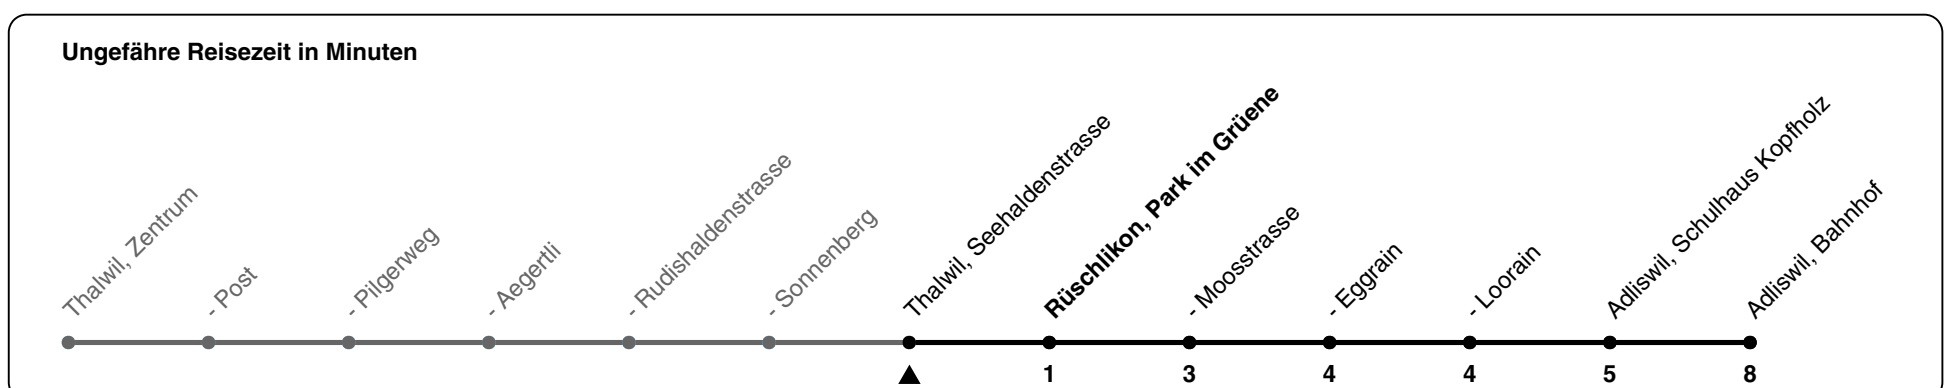 Ungefähre Reisezeit in Minuten
Thalwil, Zentrum
- Post
- Pilgerweg
- Aegertli
- Rudishaldenstrasse
- Sonnenberg
Thalwil, Seehaldenstrasse
Rüschlikon, Park im Grüene
- Moosstrasse
- Eggrain
- Loorain
Adliswil, Schulhaus Kopfholz
Adliswil, Bahnhof
1 3 4 4 5 8